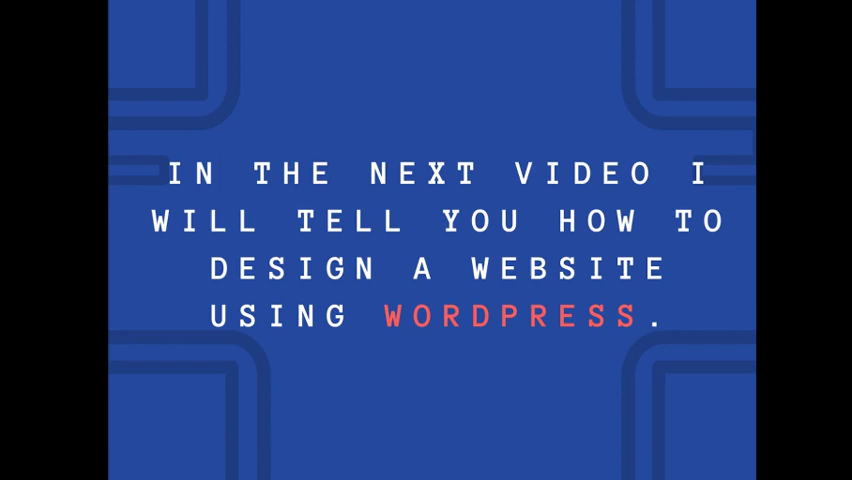 IN THE NEXT VIDEO I
WILL TELL YOU HOW TO
DESIGN A WEBSITE
USING WORDPRESS.